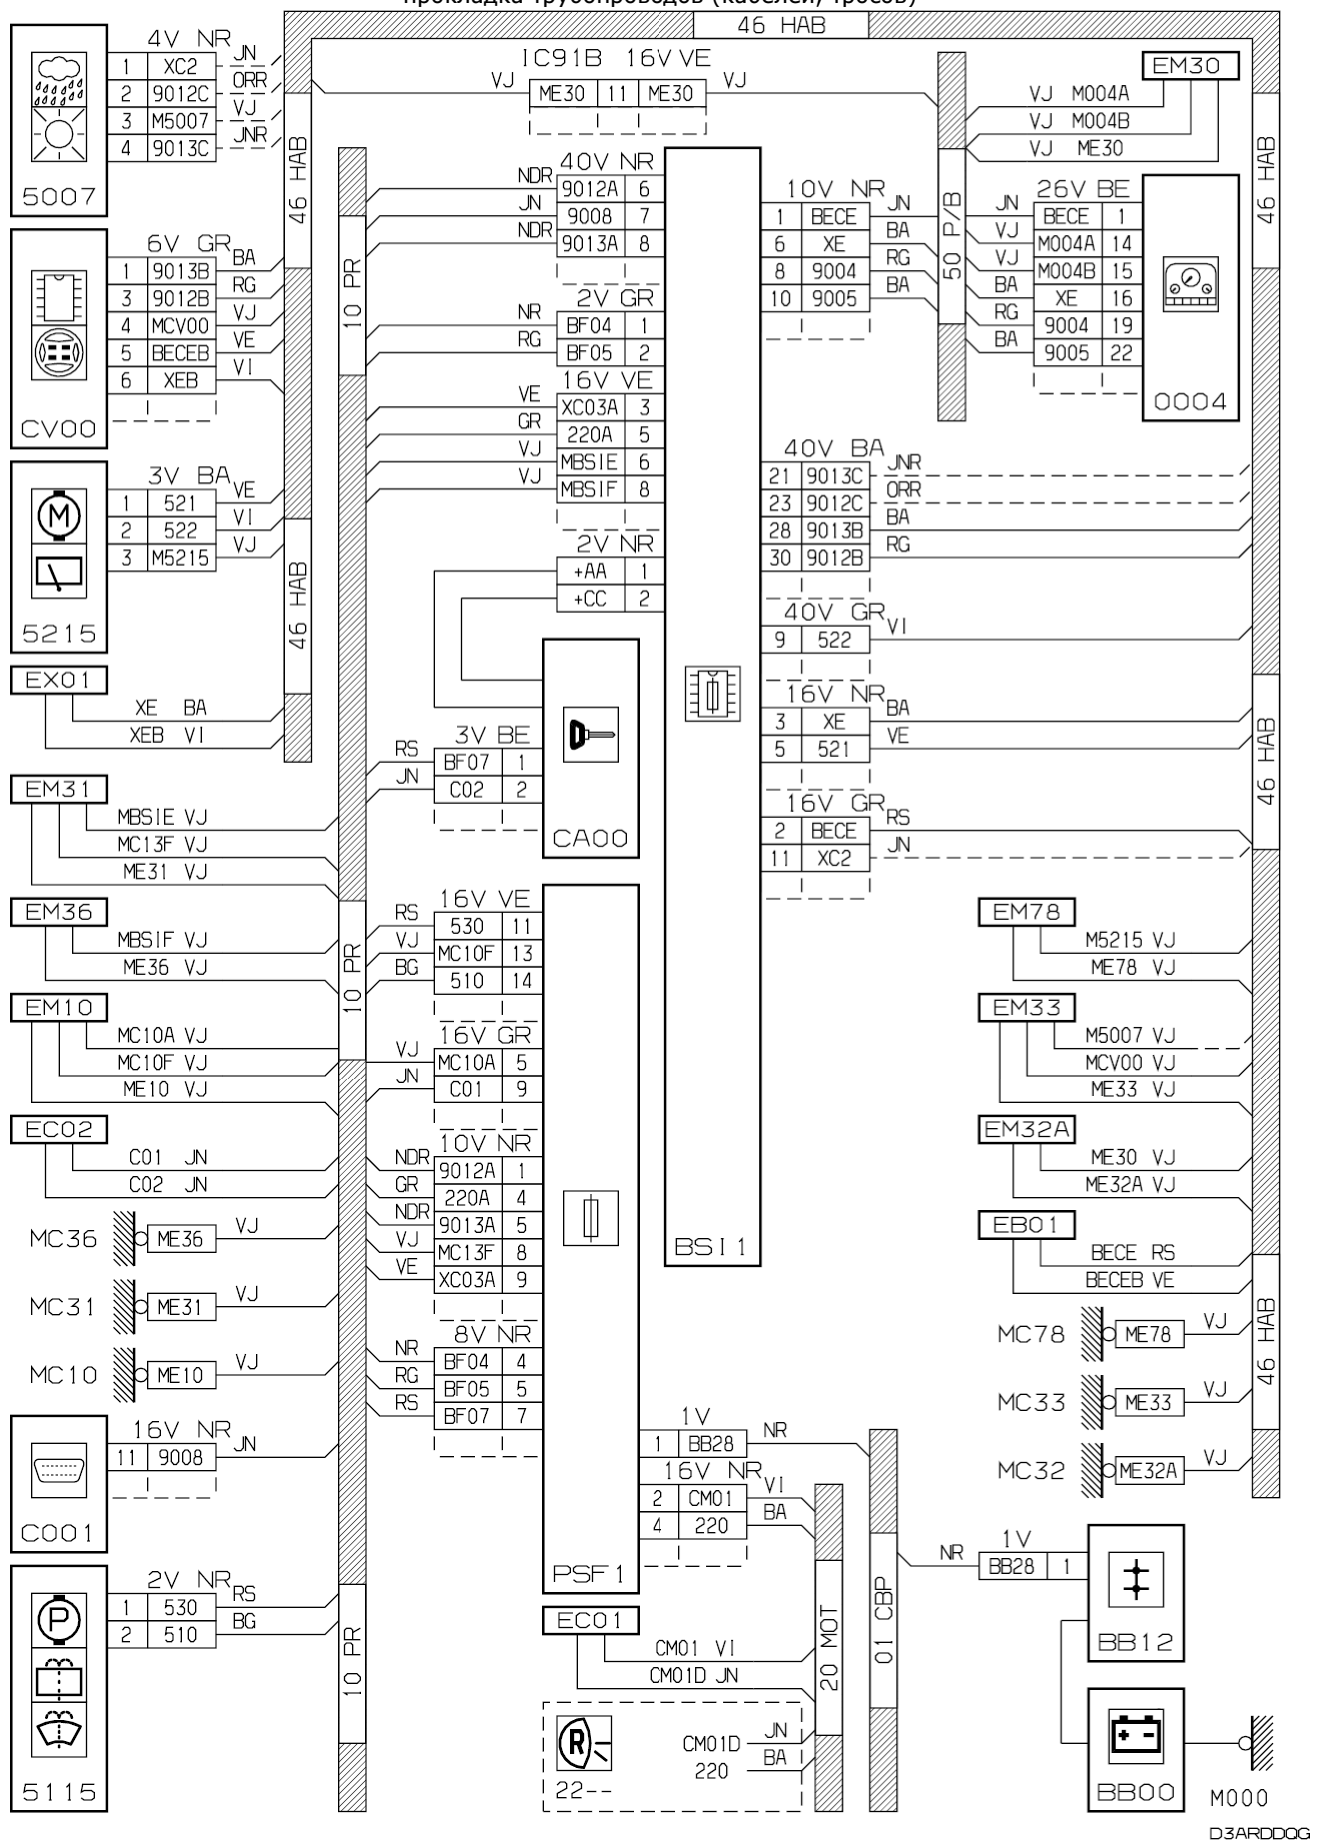 прокладка трубопроводов (кабелей, тросов)
46 HAB
4V NR
1 XC2 JN
2 9012C ORR
3 M5007 VJ
4 9013C JNR
5007
46 HAB
6V GR
1 9013B BA
3 9012B RG
4 MCV00 VJ
5 BECEB VE
6 XEB VI
CV00
3V BA
1 521 VE
2 522 VI
3 M5215 VJ
5215
46 HAB
EX01
XE BA
XEB VI
EM31
MBSIE VJ
MC13F VJ
ME31 VJ
EM36
MBSIF VJ
ME36 VJ
EM10
MC10A VJ
MC10F VJ
ME10 VJ
EC02
C01 JN
C02 JN
MC36 ME36 VJ
MC31 ME31 VJ
MC10 ME10 VJ
16V NR
11 9008 JN
C001
2V NR
1 530 RS
2 510 BG
P
5115
10 PR
10 PR
10 PR
IC91B 16V VE
VJ ME30 11 ME30 VJ
40V NR
NDR 9012A 6
JN 9008 7
NDR 9013A 8
2V GR
NR BF04 1
RG BF05 2
16V VE
VE XC03A 3
GR 220A 5
VJ MBSIE 6
VJ MBSIF 8
2V NR
+AA 1
+CC 2
3V BE
RS BF07 1
JN C02 2
CA00
16V VE
RS 530 11
VJ MC10F 13
BG 510 14
16V GR
VJ MC10A 5
JN C01 9
10V NR
NDR 9012A 1
GR 220A 4
NDR 9013A 5
VJ MC13F 8
VE XC03A 9
8V NR
NR BF04 4
RG BF05 5
RS BF07 7
1V
1 BB28 NR
16V NR
2 CM01 VI
4 220 BA
PSF1
EC01
CM01 VI
CM01D JN
R
CM01D JN
220 BA
22--
20 MOT
01 CBP
BSI1
10V NR
1 BECE JN
6 XE BA
8 9004 RG
10 9005 BA
50 P/B
EM30
VJ M004A
VJ M004B
VJ ME30
26V BE
JN BECE 1
VJ M004A 14
VJ M004B 15
BA XE 16
RG 9004 19
BA 9005 22
0004
46 HAB
40V BA
21 9013C JNR
23 9012C ORR
28 9013B BA
30 9012B RG
40V GR
9 522 VI
16V NR
3 XE BA
5 521 VE
16V GR
2 BECE RS
11 XC2 JN
46 HAB
EM78
M5215 VJ
ME78 VJ
EM33
M5007 VJ
MCV00 VJ
ME33 VJ
EM32A
ME30 VJ
ME32A VJ
EB01
BECE RS
BECEB VE
46 HAB
MC78 ME78 VJ
MC33 ME33 VJ
MC32 ME32A VJ
1V
NR BB28 1
BB12
+ -
BB00
M000
M
D3ARDDQG